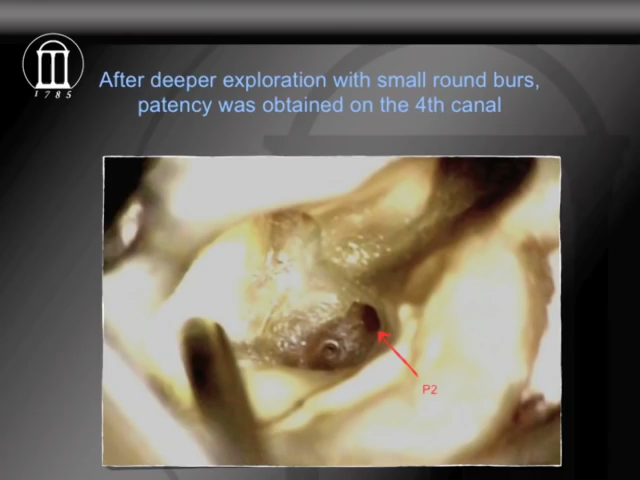 1785
After deeper exploration with small round burs,
patency was obtained on the 4th canal
P2